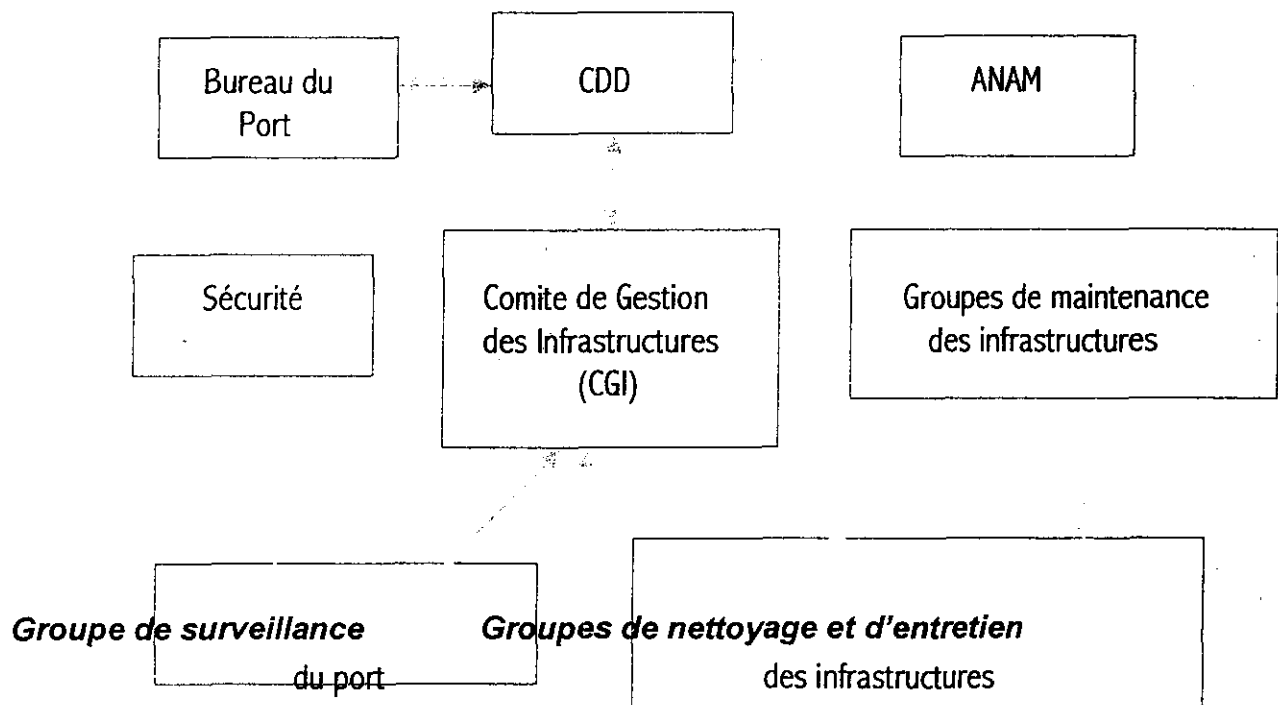 Bureau du
Port
CDD
ANAM
Sécurité
Comite de Gestion
des Infrastructures
(CGI)
Groupes de maintenance
des infrastructures
Groupe de surveillance
du port
Groupes de nettoyage et d'entretien
des infrastructures